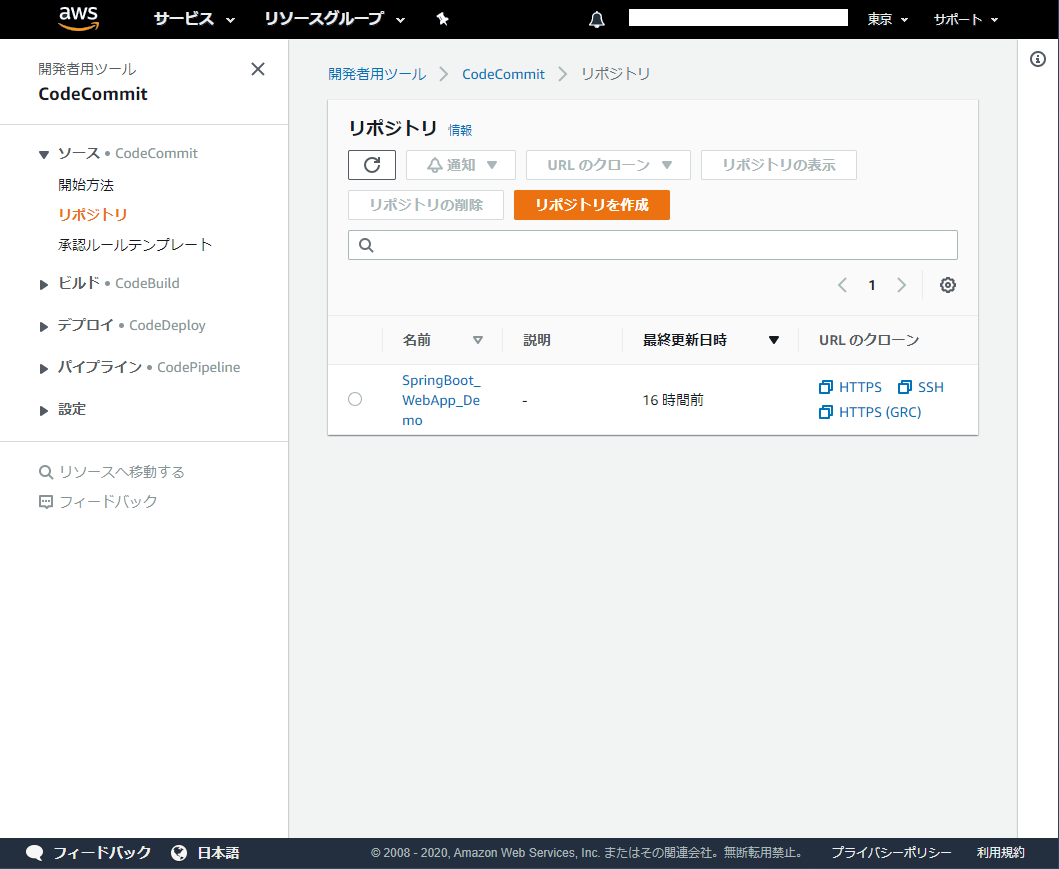 aws サービス リソースグループ 東京 サポート
開発者用ツール
CodeCommit
ソース • CodeCommit
開始方法
リポジトリ
承認ルールテンプレート
ビルド • CodeBuild
デプロイ • CodeDeploy
パイプライン • CodePipeline
設定
リソースへ移動する
フィードバック
開発者用ツール CodeCommit リポジトリ
リポジトリ 情報
通知 URL のクローン リポジトリの表示
リポジトリの削除 リポジトリを作成
1
名前 説明 最終更新日時 URL のクローン
SpringBoot_
WebApp_De
mo
-
16 時間前
HTTPS SSH
HTTPS (GRC)
フィードバック 日本語 © 2008 - 2020, Amazon Web Services, Inc. またはその関連会社。無断転用禁止。 プライバシーポリシー 利用規約